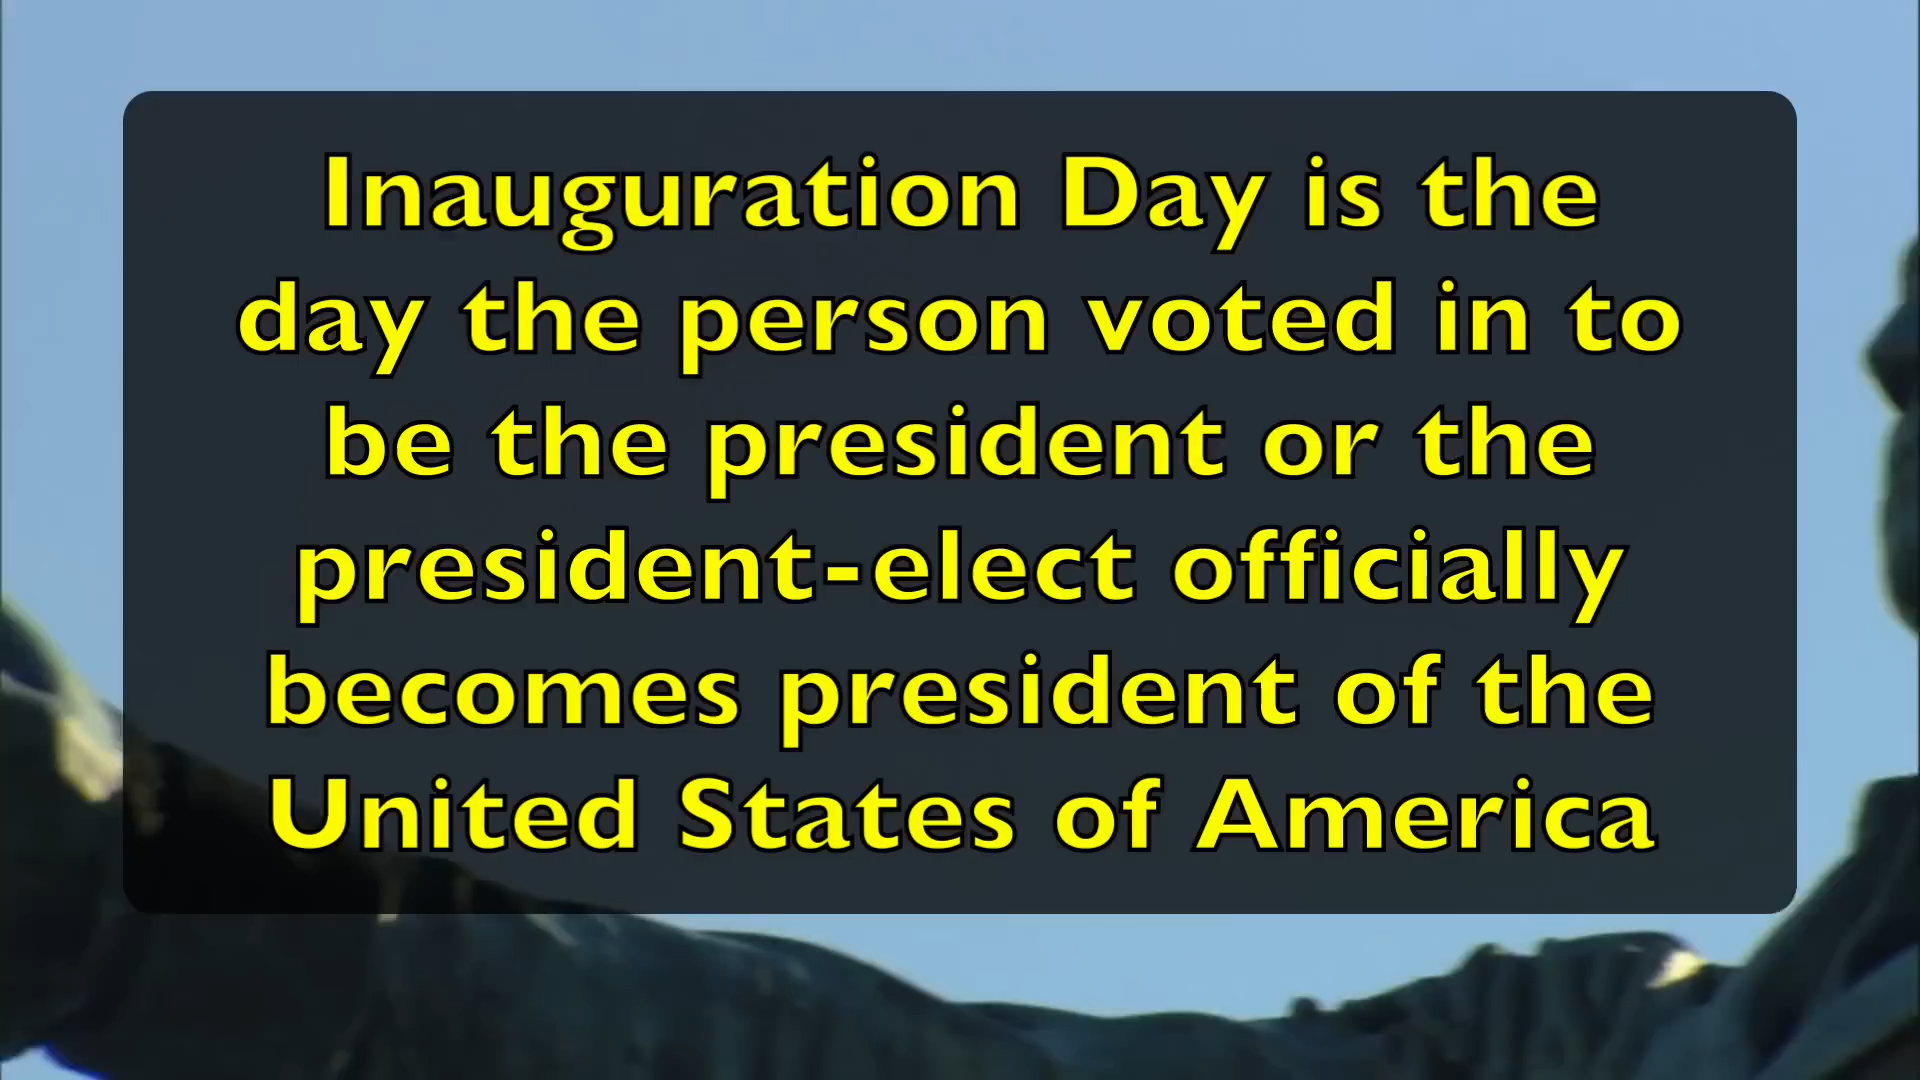 Inauguration Day is the
day the person voted in to
be the president or the
president-elect officially
becomes president of the
United States of America